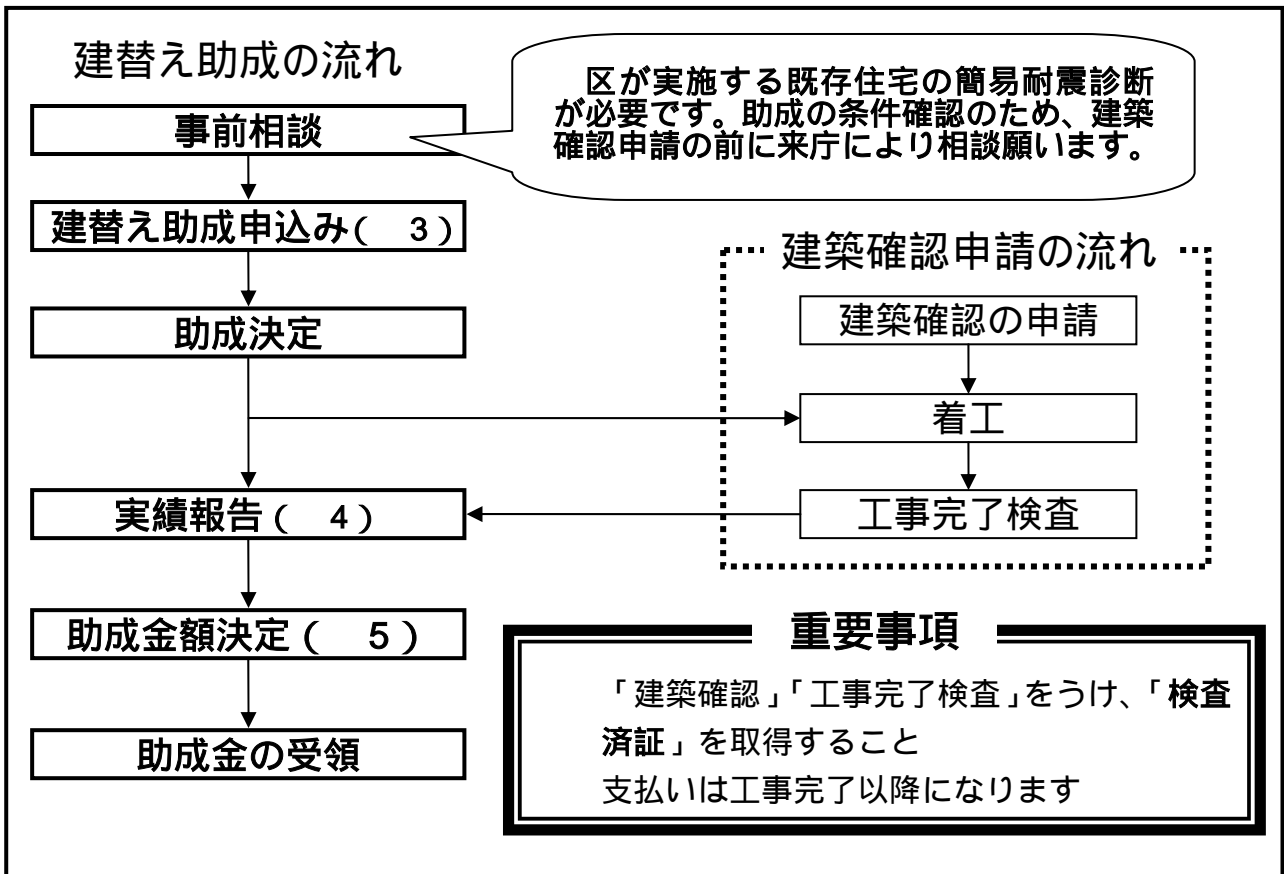 建替え助成の流れ
事前相談
区が実施する既存住宅の簡易耐震診断
が必要です。助成の条件確認のため、建築
確認申請の前に来庁により相談願います。
建替え助成申込み(　3)
助成決定
実績報告(　4)
助成金額決定(　5)
助成金の受領
建築確認申請の流れ
建築確認の申請
着工
工事完了検査
重要事項
「建築確認」「工事完了検査」をうけ、「検査
済証」を取得すること
支払いは工事完了以降になります